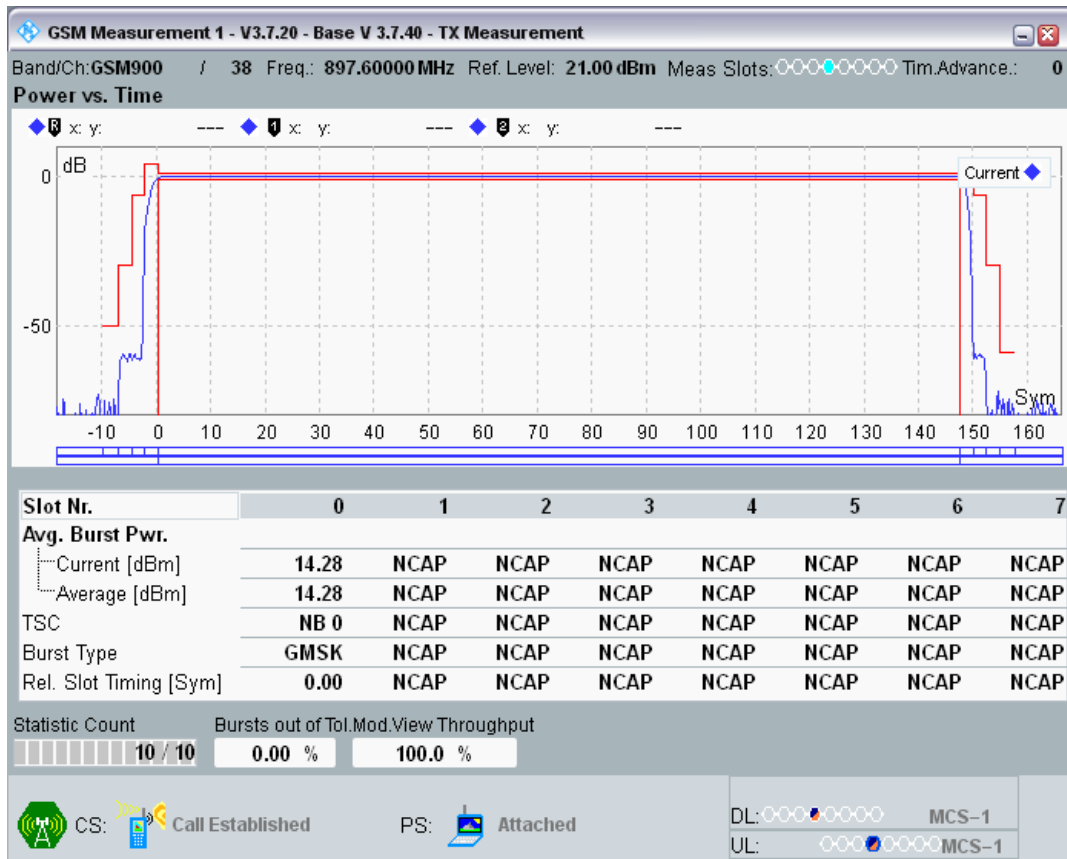 GSM Measurement 1 - V3.7.20 - Base V 3.7.40 - TX Measurement
Band/Ch:GSM900 / 38 Freq.: 897.60000 MHz Ref. Level: 21.00 dBm Meas Slots: Tim.Advance.: 0
Power vs. Time
R x: y: --- 1 x: y: --- 2 x: y: ---
dB
Current
0
-50
Sym
-10 0 10 20 30 40 50 60 70 80 90 100 110 120 130 140 150 160
Slot Nr. 0 1 2 3 4 5 6 7
Avg. Burst Pwr.
Current [dBm] 14.28 NCAP NCAP NCAP NCAP NCAP NCAP NCAP
Average [dBm] 14.28 NCAP NCAP NCAP NCAP NCAP NCAP NCAP
TSC NB 0 NCAP NCAP NCAP NCAP NCAP NCAP NCAP
Burst Type GMSK NCAP NCAP NCAP NCAP NCAP NCAP NCAP
Rel. Slot Timing [Sym] 0.00 NCAP NCAP NCAP NCAP NCAP NCAP NCAP
Statistic Count Bursts out of Tol.Mod.View Throughput
10 / 10 0.00 % 100.0 %
CS: Call Established PS: Attached
DL: MCS-1
UL: MCS-1